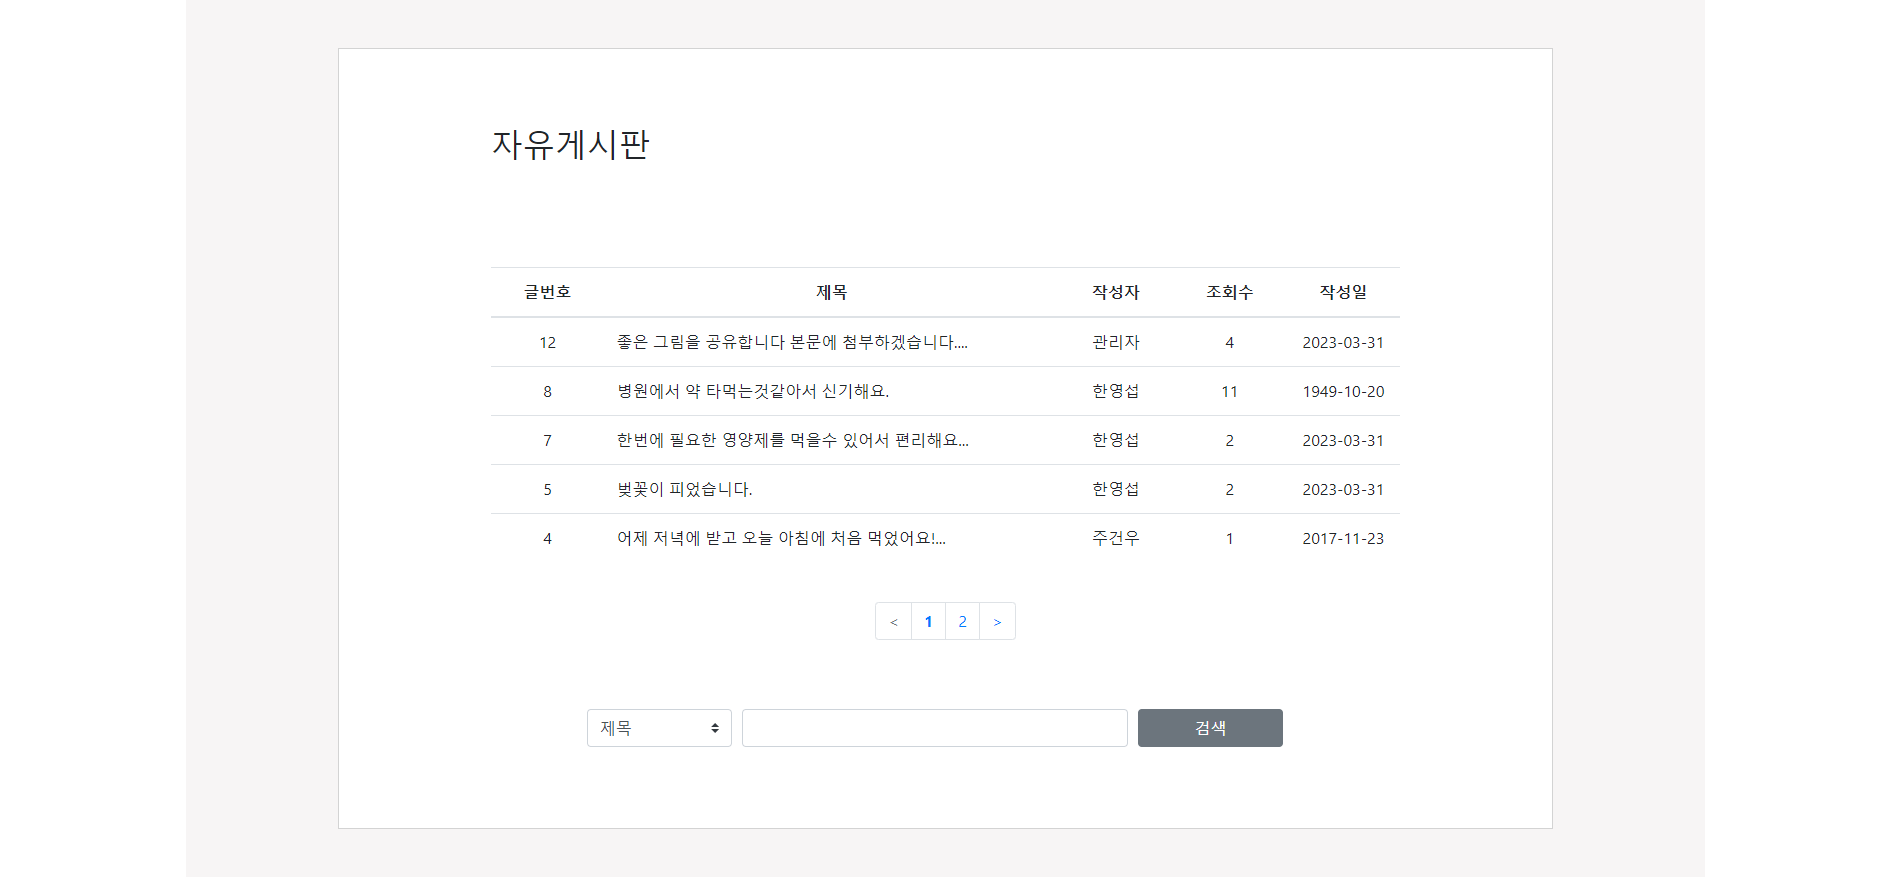 자유게시판
글번호 제목 작성자 조회수 작성일
12 좋은 그림을 공유합니다 본문에 첨부하겠습니다.... 관리자 4 2023-03-31
8 병원에서 약 타먹는것같아서 신기해요. 한영섭 11 1949-10-20
7 한번에 필요한 영양제를 먹을수 있어서 편리해요... 한영섭 2 2023-03-31
5 벚꽃이 피었습니다. 한영섭 2 2023-03-31
4 어제 저녁에 받고 오늘 아침에 처음 먹었어요!... 주건우 1 2017-11-23
< 1 2 >
제목 검색